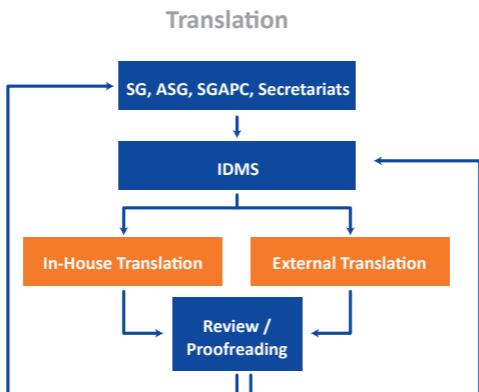 Translation
SG, ASG, SGAPC, Secretariats
IDMS
In-House Translation
External Translation
Review /
Proofreading